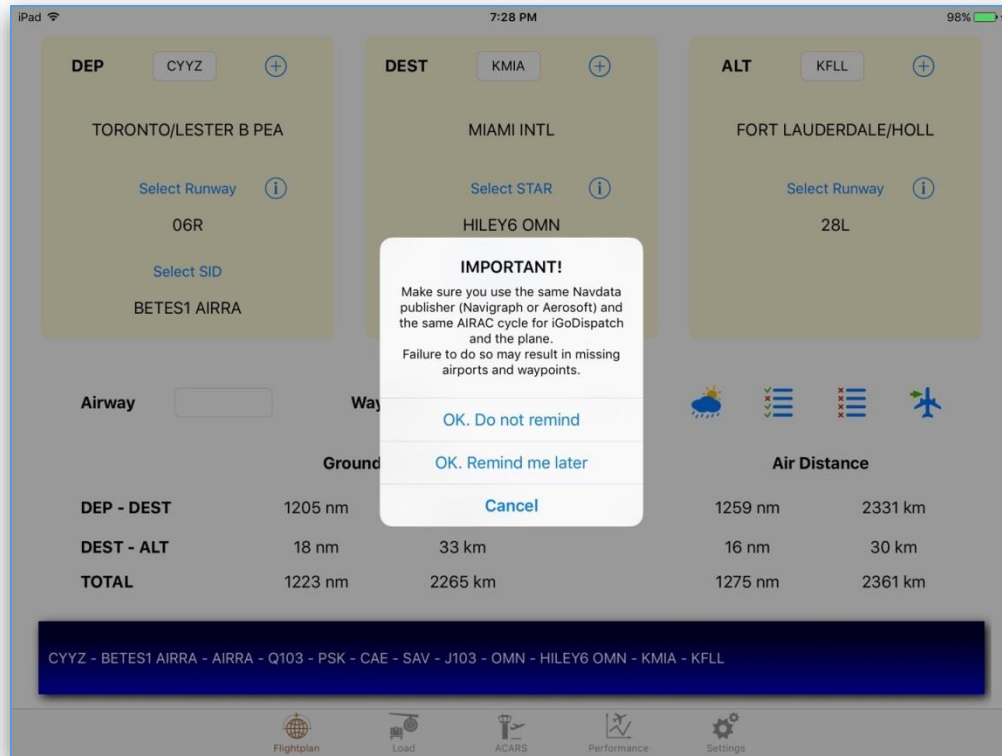 iPad 7:28 PM 98%
DEP CYYZ DEST KMIA ALT KFLL
TORONTO/LESTER B PEA MIAMI INTL FORT LAUDERDALE/HOLL
Select Runway Select STAR Select Runway
06R HILEY6 OMN 28L
Select SID
BETES1 AIRRA
IMPORTANT!
Make sure you use the same Navdata
publisher (Navigraph or Aerosoft) and
the same AIRAC cycle for iGoDispatch
and the plane.
Failure to do so may result in missing
airports and waypoints.
OK. Do not remind
OK. Remind me later
Cancel
Airway Way
Ground Air Distance
DEP - DEST 1205 nm 1259 nm 2331 km
DEST - ALT 18 nm 33 km 16 nm 30 km
TOTAL 1223 nm 2265 km 1275 nm 2361 km
CYYZ - BETES1 AIRRA - AIRRA - Q103 - PSK - CAE - SAV - J103 - OMN - HILEY6 OMN - KMIA - KFLL
Flightplan Load ACARS Performance Settings